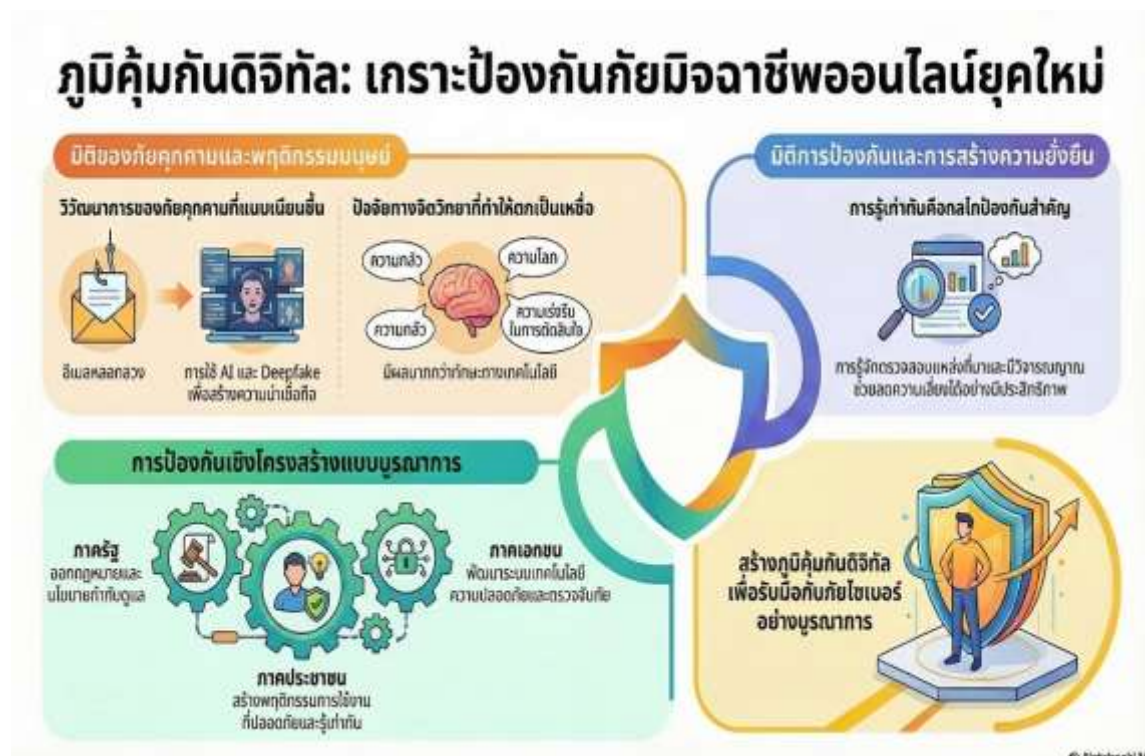 ภูมิคุ้มกันดิจิทัล: เกราะป้องกันภัยมิจฉาชีพออนไลน์ยุคใหม่
มิติของภัยคุกคามและพฤติกรรมมนุษย์
วิวัฒนาการของภัยคุกคามที่แนบเนียนขึ้น
อีเมลหลอกลวง
การใช้ AI และ Deepfake
เพื่อสร้างความน่าเชื่อถือ
ปัจจัยทางจิตวิทยาที่ทำให้ตกเป็นเหยื่อ
ความกลัว
ความโลภ
ความกลัว
ความเร่งรีบ
ในการตัดสินใจ
มีผลมากกว่าทักษะทางเทคโนโลยี
มิติการป้องกันและการสร้างความยั่งยืน
การรู้เท่าทันคือกลไกป้องกันสำคัญ
การรู้จักตรวจสอบแหล่งที่มาและมีวิจารณญาณ
ช่วยลดความเสี่ยงได้อย่างมีประสิทธิภาพ
การป้องกันเชิงโครงสร้างแบบบูรณาการ
ภาครัฐ
ออกกฎหมายและ
นโยบายกำกับดูแล
ภาคเอกชน
พัฒนาระบบเทคโนโลยี
ความปลอดภัยและตรวจจับภัย
ภาคประชาชน
สร้างพฤติกรรมการใช้งาน
ที่ปลอดภัยและรู้เท่าทัน
สร้างภูมิคุ้มกันดิจิทัล
เพื่อรับมือกับภัยไซเบอร์
อย่างบูรณาการ